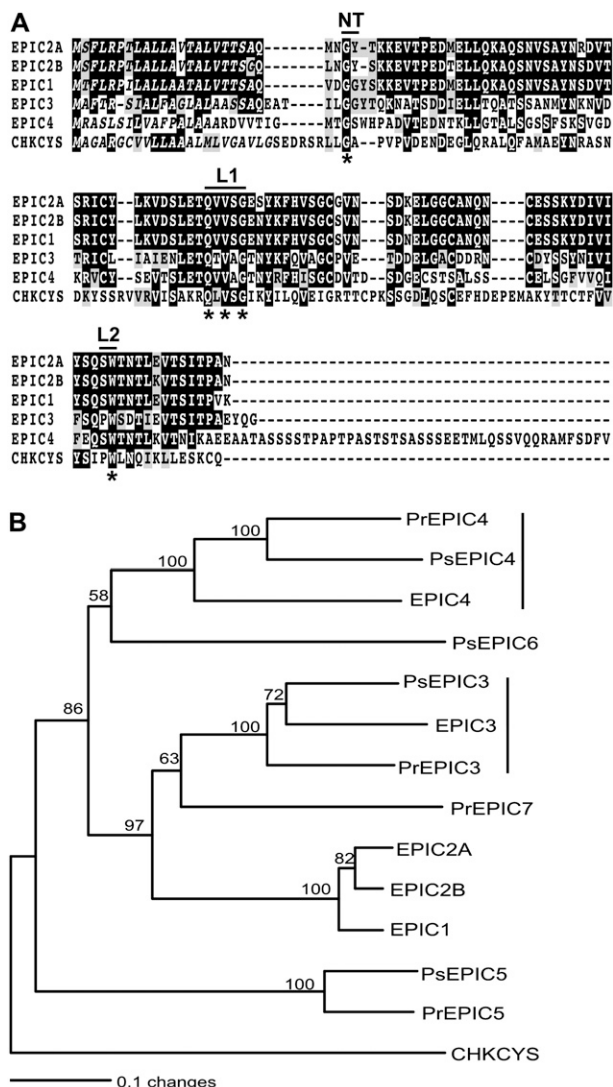 A
NT
EPIC2A MSFLRPTLALLAVTALVTTSAQ-------MNGY-TKKEVTPEDMELLQKAQSNVSAYNRDVT
EPIC2B MSFLRPTLALLAVTALVTTSGQ-------LNGY-SKKEVTPEDTELLQKAQSNVSAYNSDVT
EPIC1 MTFLRPILALLAATALVTTSAQ-------VDGGYSKKEVTPEDMELLQKAQSNVSAYNSDVT
EPIC3 MAFTR-SIALFAGLALAASSAQEAT---ILGGYTQKNATSDDIELLTQATSSANMYNKNVD
EPIC4 MRASLSILVAFPALAAARDVVTIG-----MTGSWHPADVTEDNTKLLGTALSGSSFSKSVGD
CHKCYS MAGARGCVVLLAAALMLVGAVLGSEDRSRLLGA-PVPVDENDEGLQRALQFAMAEYNRASN
*
L1
EPIC2A SRICY--LKVDSLETQVVSGESYKFHVSGCGVN---SDKELGGCANQN----CESSKYDIVI
EPIC2B SRICY--LKVDSLETQVVSGENYKFHVSGCSVN---SDNELGGCANQN----CESSKYDIVI
EPIC1 SRICY--LKVDSLETQVVSGENYKFHVSGCSVN---SDNELGGCANQN----CESSKYDIVI
EPIC3 TRICL--IAIENLETQTVAGTNYKFQVAGCPVE---TDDELGACDDRN----CDYSSYNIVI
EPIC4 KRVCY--SEVTSLETQVVAGTNYRFHISGCDVTD--SDGECSTSALSS----CELSGFVVQI
CHKCYS DKYSSRVVRVISAKRQLVSGIKYILQVEIGRTTCPKSSGDLQSCEFHDEPEMAKYTTCTFVV
* * *
L2
EPIC2A YSQSWTNTLEVTSITPAN--------------------------------------
EPIC2B YSQSWTNTLKVTSITPAN--------------------------------------
EPIC1 YSQSWTNTLEVTSITPVK--------------------------------------
EPIC3 FSQPWSDTIEVTSITPAEYQG-----------------------------------
EPIC4 FEQSWTNTLKVTNIKAEEAATASSSSTPAPTPASTSTSASSSEETMLQSSVQQRAMFSDFV
CHKCYS YSIPWLNQIKLLESKCQ---------------------------------------
*
B
PrEPIC4
100
100
PsEPIC4
58
EPIC4
PsEPIC6
86
PsEPIC3
72
100
EPIC3
63
PrEPIC3
PrEPIC7
97
EPIC2A
82
100
EPIC2B
EPIC1
PsEPIC5
100
PrEPIC5
CHKCYS
0.1 changes